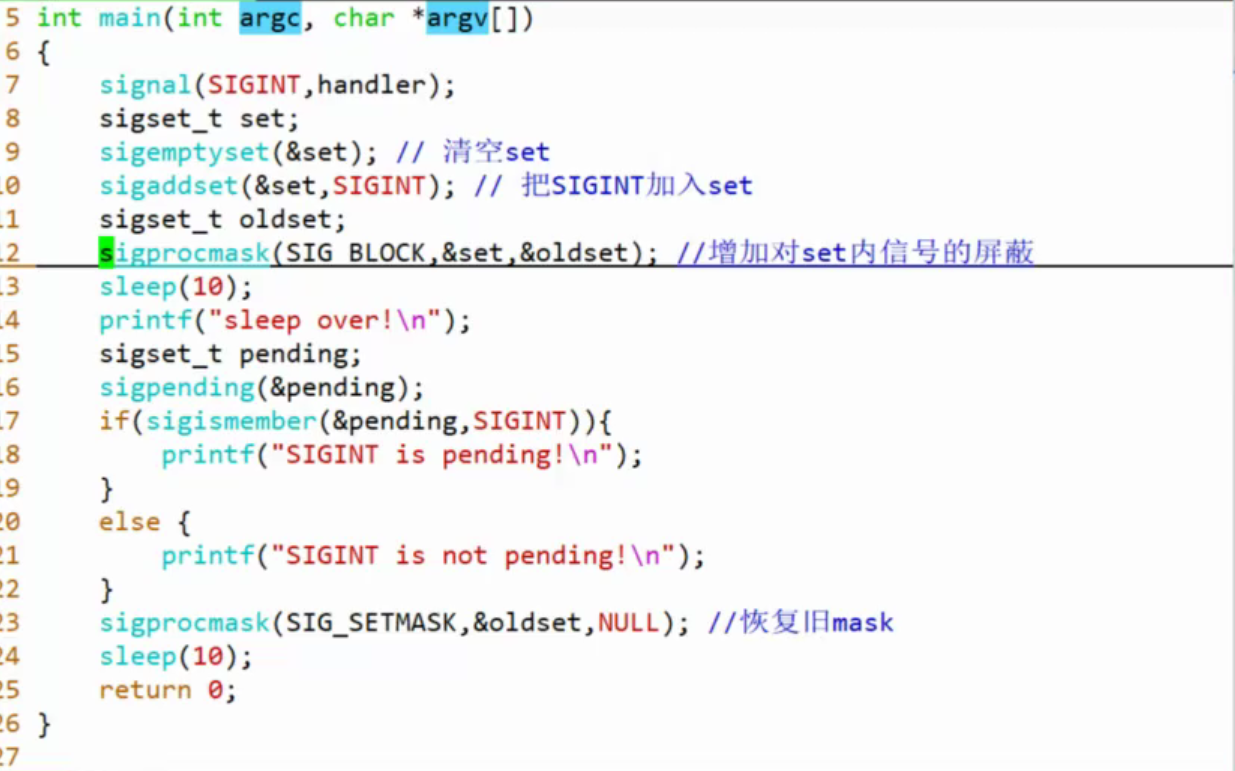 5 int main(int argc, char *argv[])
6 {
7 signal(SIGINT,handler);
8 sigset_t set;
9 sigemptyset(&set); // 清空set
10 sigaddset(&set,SIGINT); // 把SIGINT加入set
11 sigset_t oldset;
12 sigprocmask(SIG_BLOCK,&set,&oldset); //增加对set内信号的屏蔽
13 sleep(10);
14 printf("sleep over!\n");
15 sigset_t pending;
16 sigpending(&pending);
17 if(sigismember(&pending,SIGINT)){
18 printf("SIGINT is pending!\n");
19 }
20 else {
21 printf("SIGINT is not pending!\n");
22 }
23 sigprocmask(SIG_SETMASK,&oldset,NULL); //恢复旧mask
24 sleep(10);
25 return 0;
26 }
27